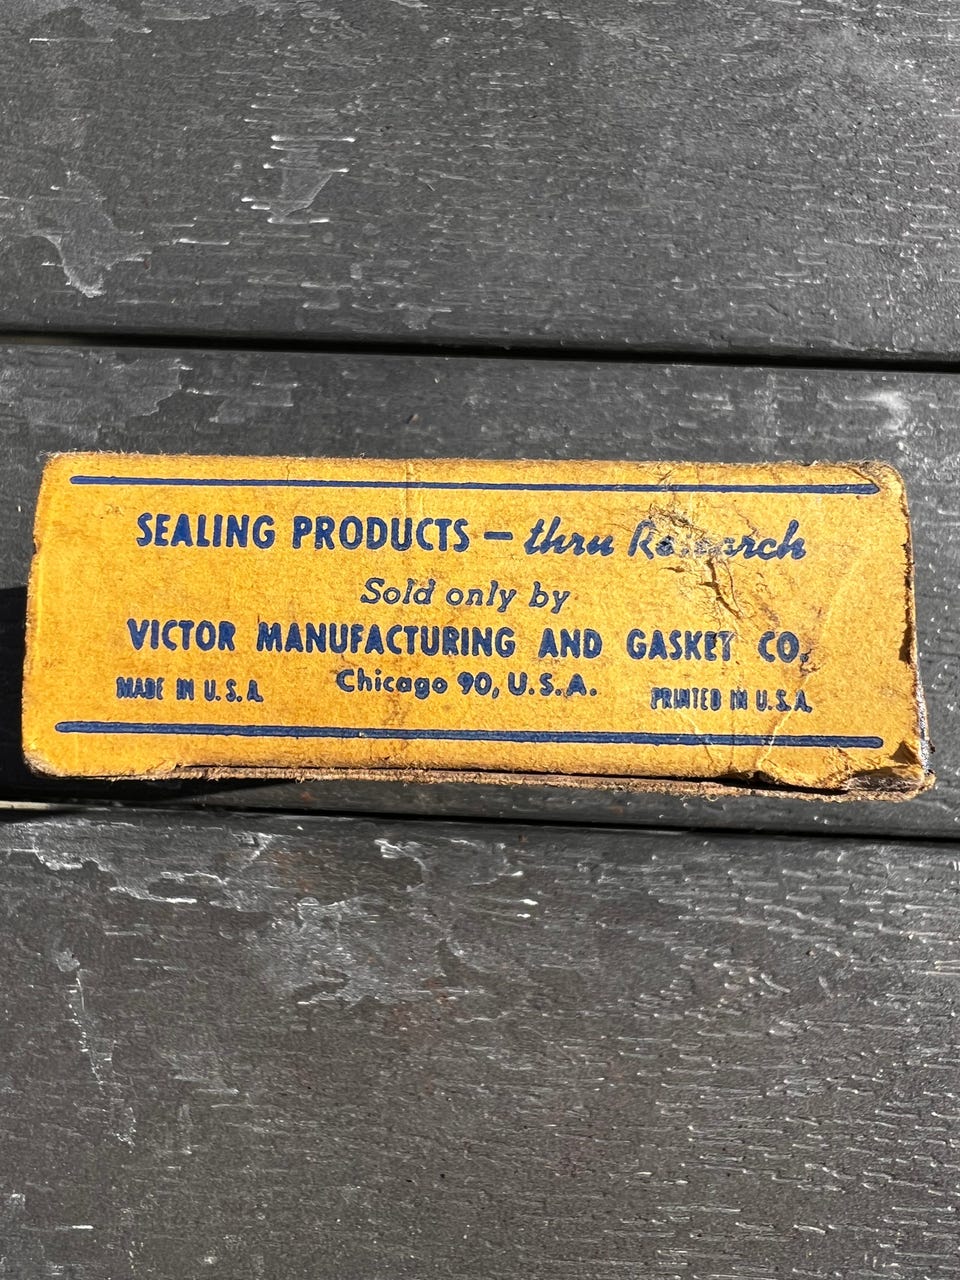 SEALING PRODUCTS — thru Research
Sold only by
VICTOR MANUFACTURING AND GASKET CO.
MADE IN U.S.A. Chicago 90, U.S.A. PRINTED IN U.S.A.